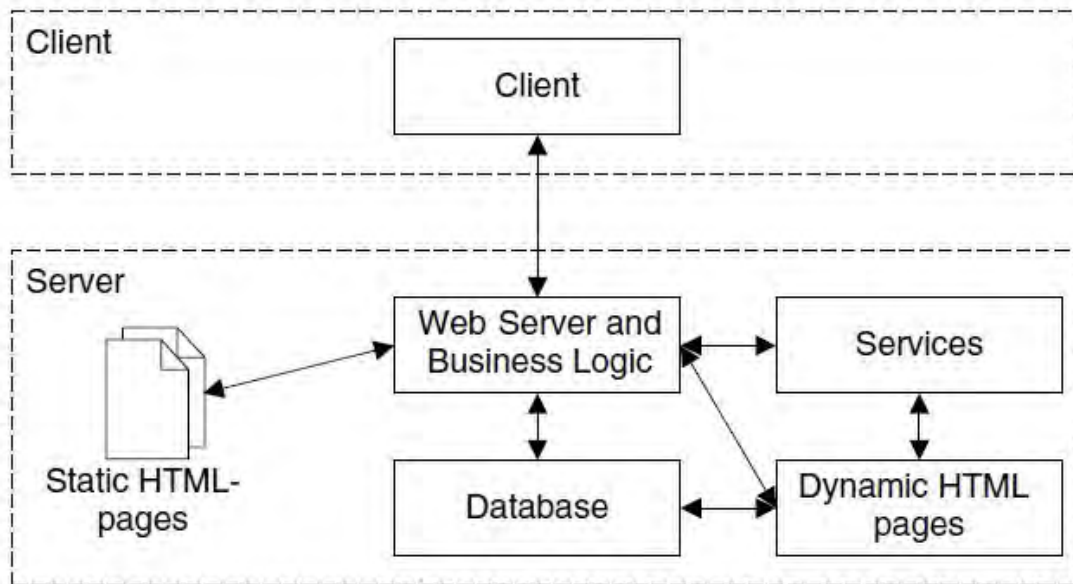 Client
Client
Server
Web Server and
Business Logic
Services
Static HTML-
pages
Database
Dynamic HTML
pages